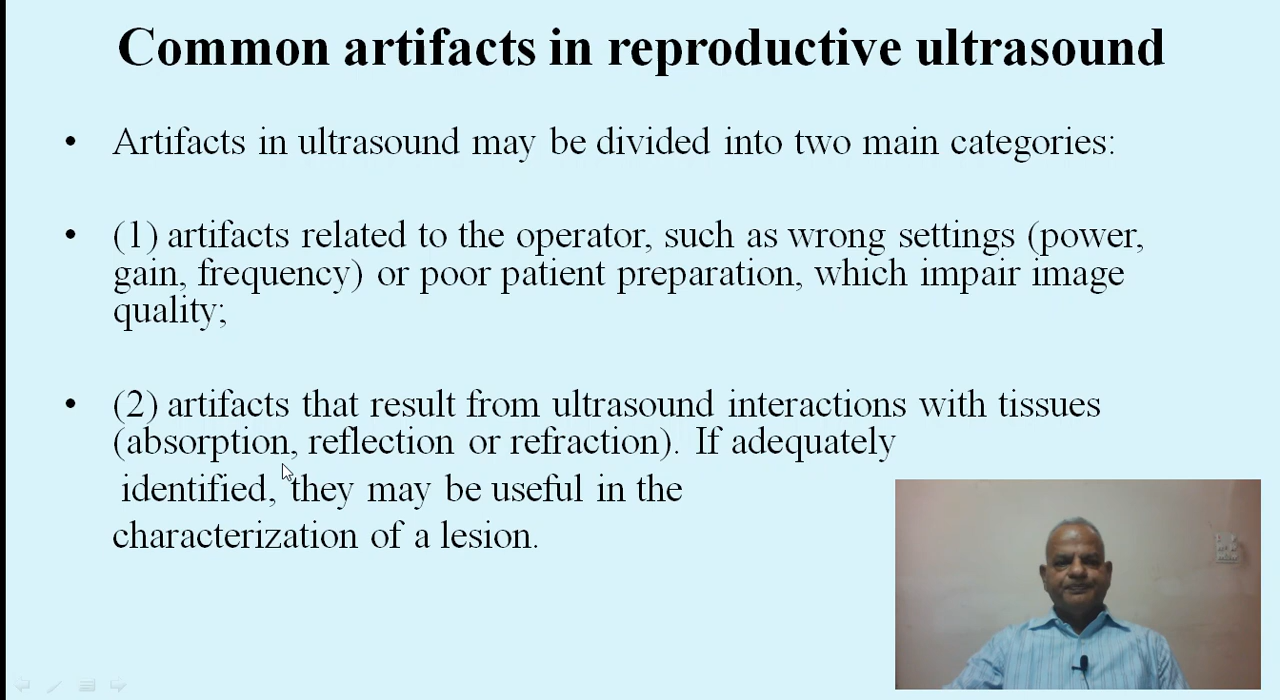 Common artifacts in reproductive ultrasound
• Artifacts in ultrasound may be divided into two main categories:
• (1) artifacts related to the operator, such as wrong settings (power,
gain, frequency) or poor patient preparation, which impair image
quality;
• (2) artifacts that result from ultrasound interactions with tissues
(absorption, reflection or refraction). If adequately
identified, they may be useful in the
characterization of a lesion.